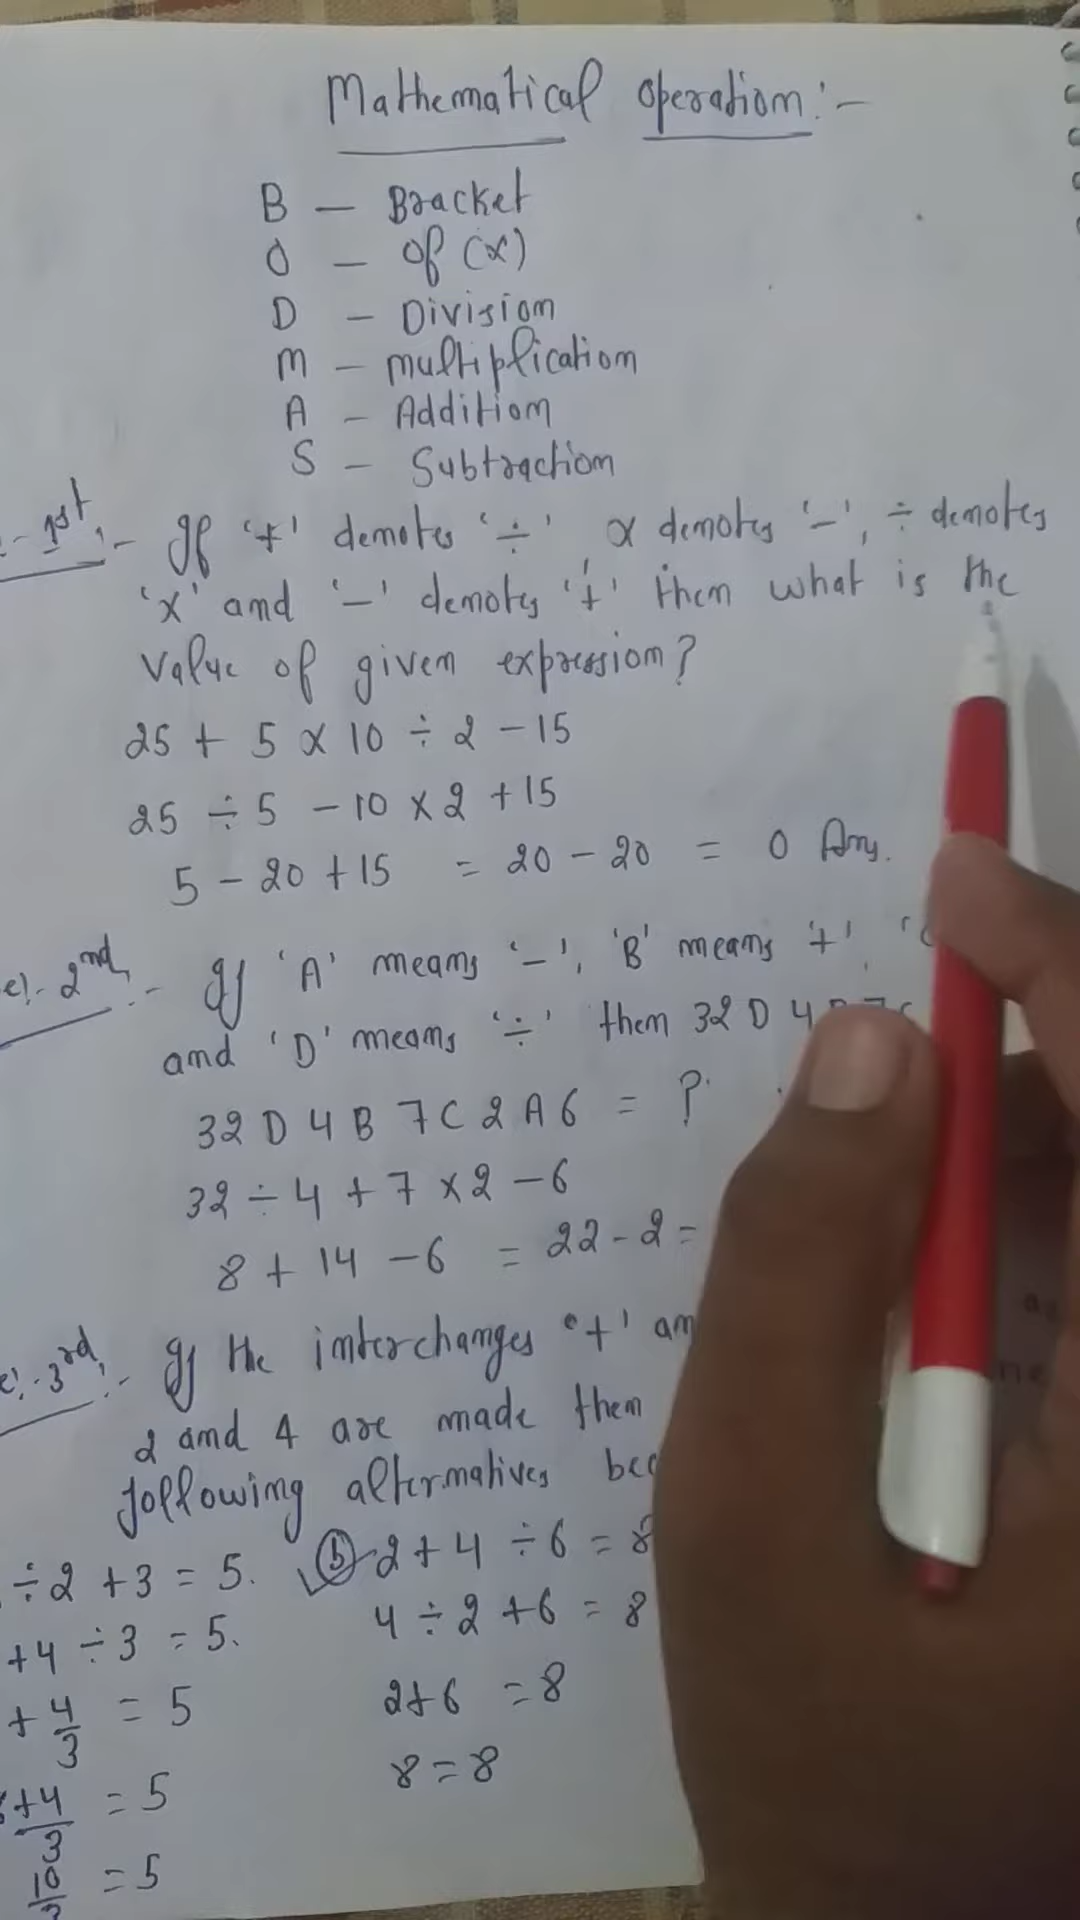 Mathematical operation:-
B - Bracket
O - of (x)
D - Division
M - multiplication
A - Addition
S - Subtraction
1st:- If '+' denotes '÷', x denotes '-', ÷ denotes
'x' and '-' denotes '+' then what is the
value of given expression?
25 + 5 x 10 ÷ 2 - 15
25 ÷ 5 - 10 x 2 + 15
5 - 20 + 15 = 20 - 20 = 0 Ans.
2nd:- If 'A' means '-', 'B' means '+'
and 'D' means '÷' then 32 D 4
32 D 4 B 7 C 2 A 6 = ?
32 ÷ 4 + 7 x 2 - 6
8 + 14 - 6 = 22 - 2 =
3rd:- If the interchanges '+'
2 and 4 are made then
following alternatives
÷ 2 + 3 = 5. (b) 2 + 4 ÷ 6 = 8
+ 4 ÷ 3 = 5. 4 ÷ 2 + 6 = 8
+ 4/3 = 5 2 + 6 = 8
+4/3 = 5 8 = 8
10/3 = 5